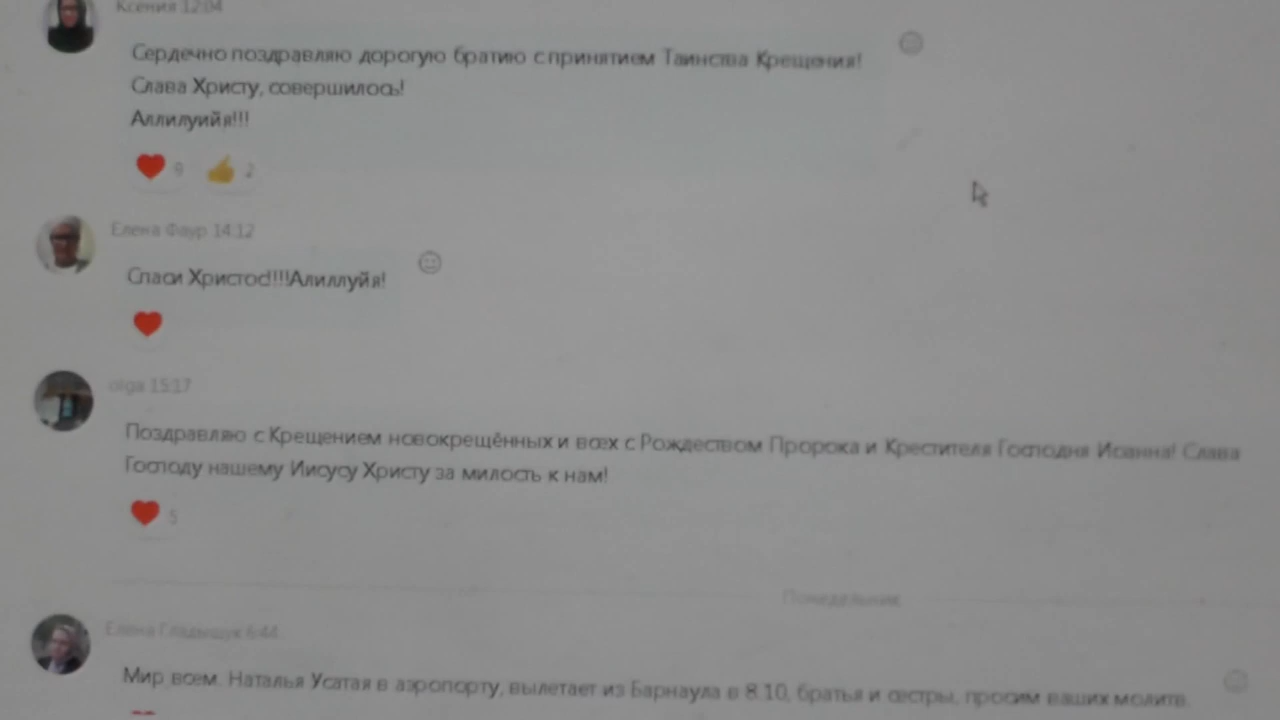 Ксения 12:04
Сердечно поздравляю дорогую братию с принятием Таинства Крещения!
Слава Христу, совершилось!
Аллилуийя!!!
9 2
Елена Фаур 14:12
Спаси Христос!!!!Алиллуйя!
olga 15:17
Поздравляю с Крещением новокрещённых и всех с Рождеством Пророка и Крестителя Господня Иоанна! Слава
Господу нашему Иисусу Христу за милость к нам!
5
Понедельник
Елена Гладыщук 6:44
Мир всем. Наталья Усатая в аэропорту, вылетает из Барнаула в 8.10, братья и сестры, просим ваших молитв.